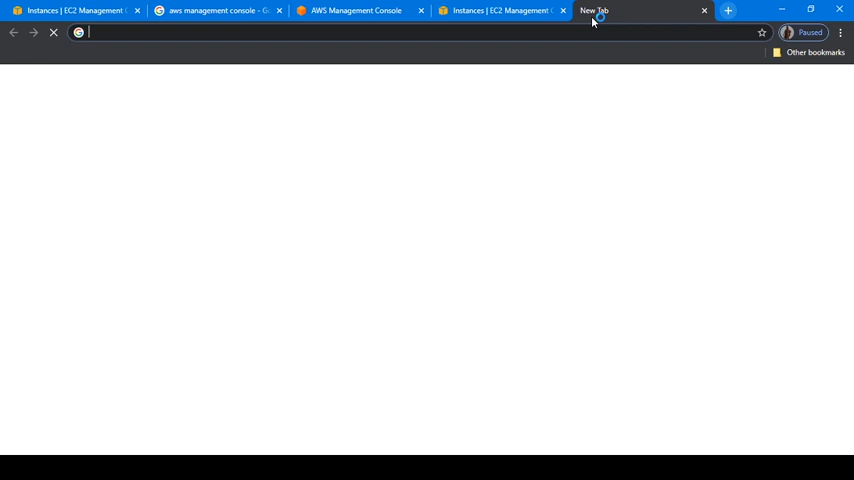 Instances | EC2 Management C
aws management console - G
AWS Management Console
Instances | EC2 Management C
New Tab
Paused
Other bookmarks